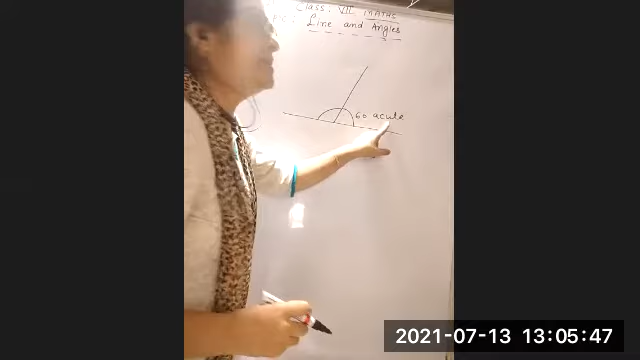 Class: VII MATHS
Line and Angles
60 acute
2021-07-13 13:05:47